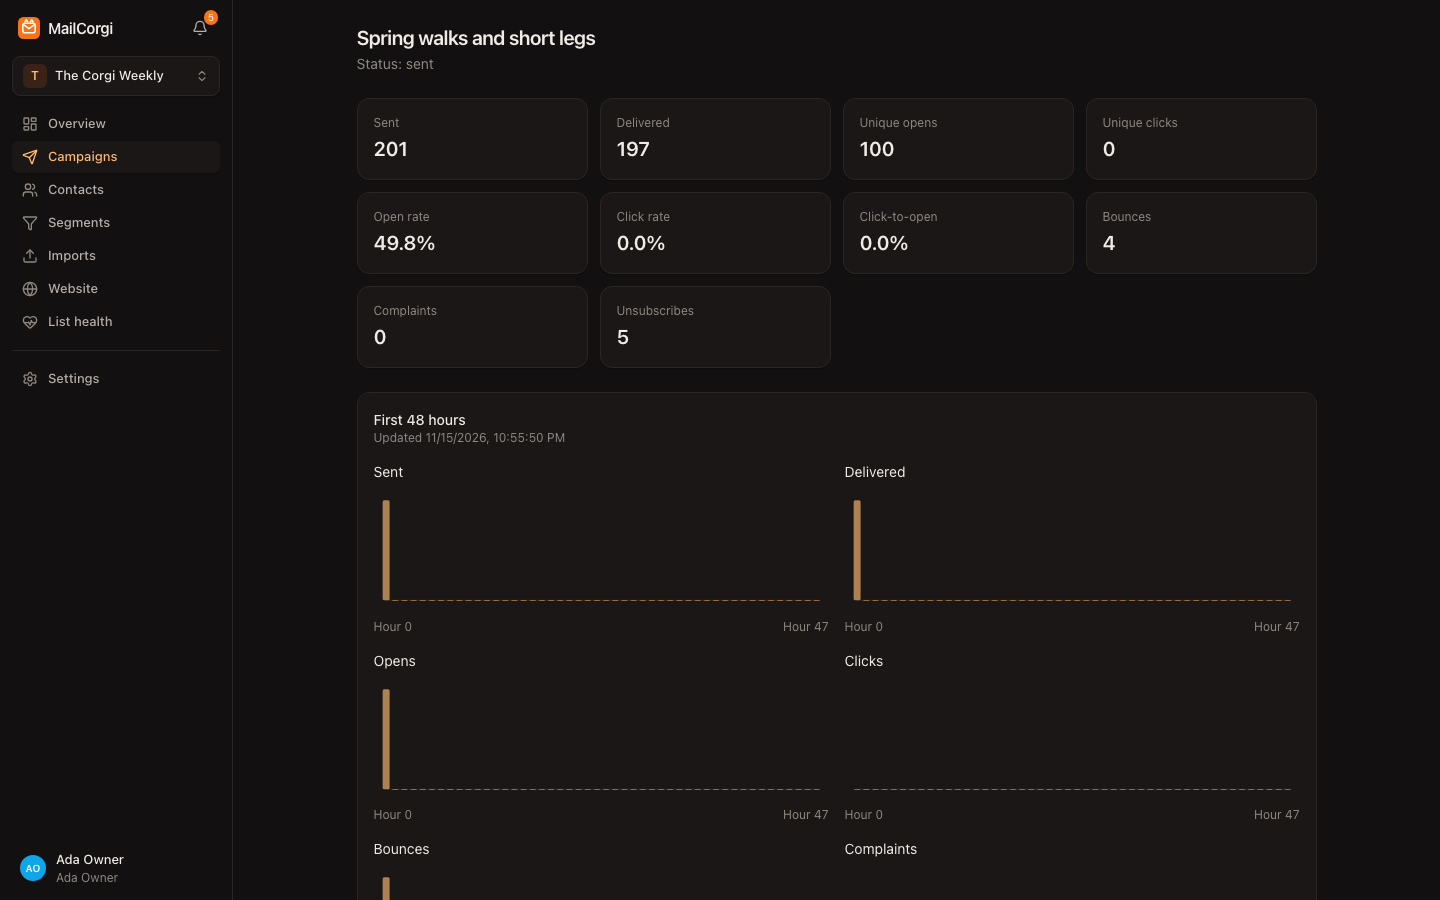 MailCorgi
5
T
The Corgi Weekly
Overview
Campaigns
Contacts
Segments
Imports
Website
List health
Settings
AO
Ada Owner
Ada Owner
Spring walks and short legs
Status: sent
Sent
201
Delivered
197
Unique opens
100
Unique clicks
0
Open rate
49.8%
Click rate
0.0%
Click-to-open
0.0%
Bounces
4
Complaints
0
Unsubscribes
5
First 48 hours
Updated 11/15/2026, 10:55:50 PM
Sent
Hour 0
Hour 47
Delivered
Hour 0
Hour 47
Opens
Hour 0
Hour 47
Clicks
Hour 0
Hour 47
Bounces
Complaints